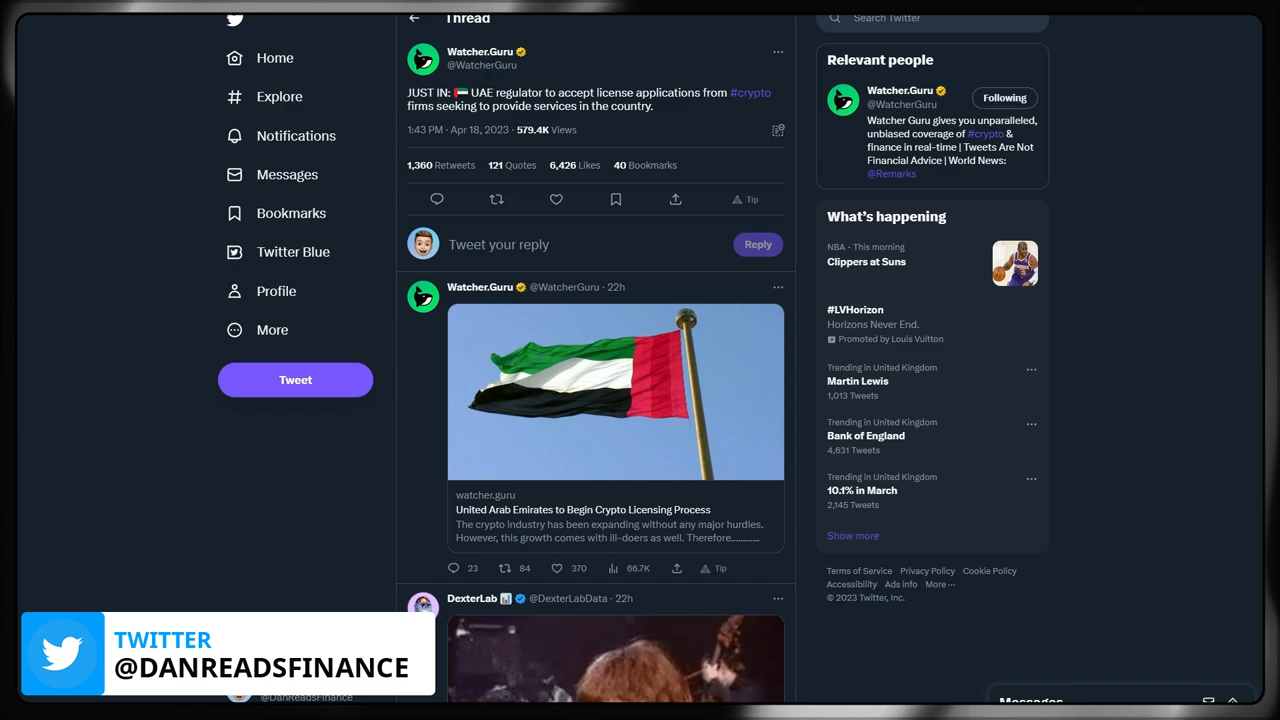 Home
Explore
Notifications
Messages
Bookmarks
Twitter Blue
Profile
More
Tweet
@DanReadsFinance
Thread
Watcher.Guru
@WatcherGuru
JUST IN: 🇦🇪 UAE regulator to accept license applications from #crypto
firms seeking to provide services in the country.
1:43 PM · Apr 18, 2023 · 579.4K Views
1,360 Retweets 121 Quotes 6,426 Likes 40 Bookmarks
Tip
Tweet your reply
Reply
Watcher.Guru @WatcherGuru · 22h
watcher.guru
United Arab Emirates to Begin Crypto Licensing Process
The crypto industry has been expanding without any major hurdles.
However, this growth comes with ill-doers as well. Therefore............
23 84 370 66.7K Tip
DexterLab 📊 @DexterLabData · 22h
Search Twitter
Relevant people
Watcher.Guru
@WatcherGuru
Following
Watcher Guru gives you unparalleled,
unbiased coverage of #crypto &
finance in real-time | Tweets Are Not
Financial Advice | World News:
@Remarks
What's happening
NBA · This morning
Clippers at Suns
#LVHorizon
Horizons Never End.
Promoted by Louis Vuitton
Trending in United Kingdom
Martin Lewis
1,013 Tweets
Trending in United Kingdom
Bank of England
4,631 Tweets
Trending in United Kingdom
10.1% in March
2,145 Tweets
Show more
Terms of Service Privacy Policy Cookie Policy
Accessibility Ads info More ···
© 2023 Twitter, Inc.
Messages
TWITTER
@DANREADSFINANCE